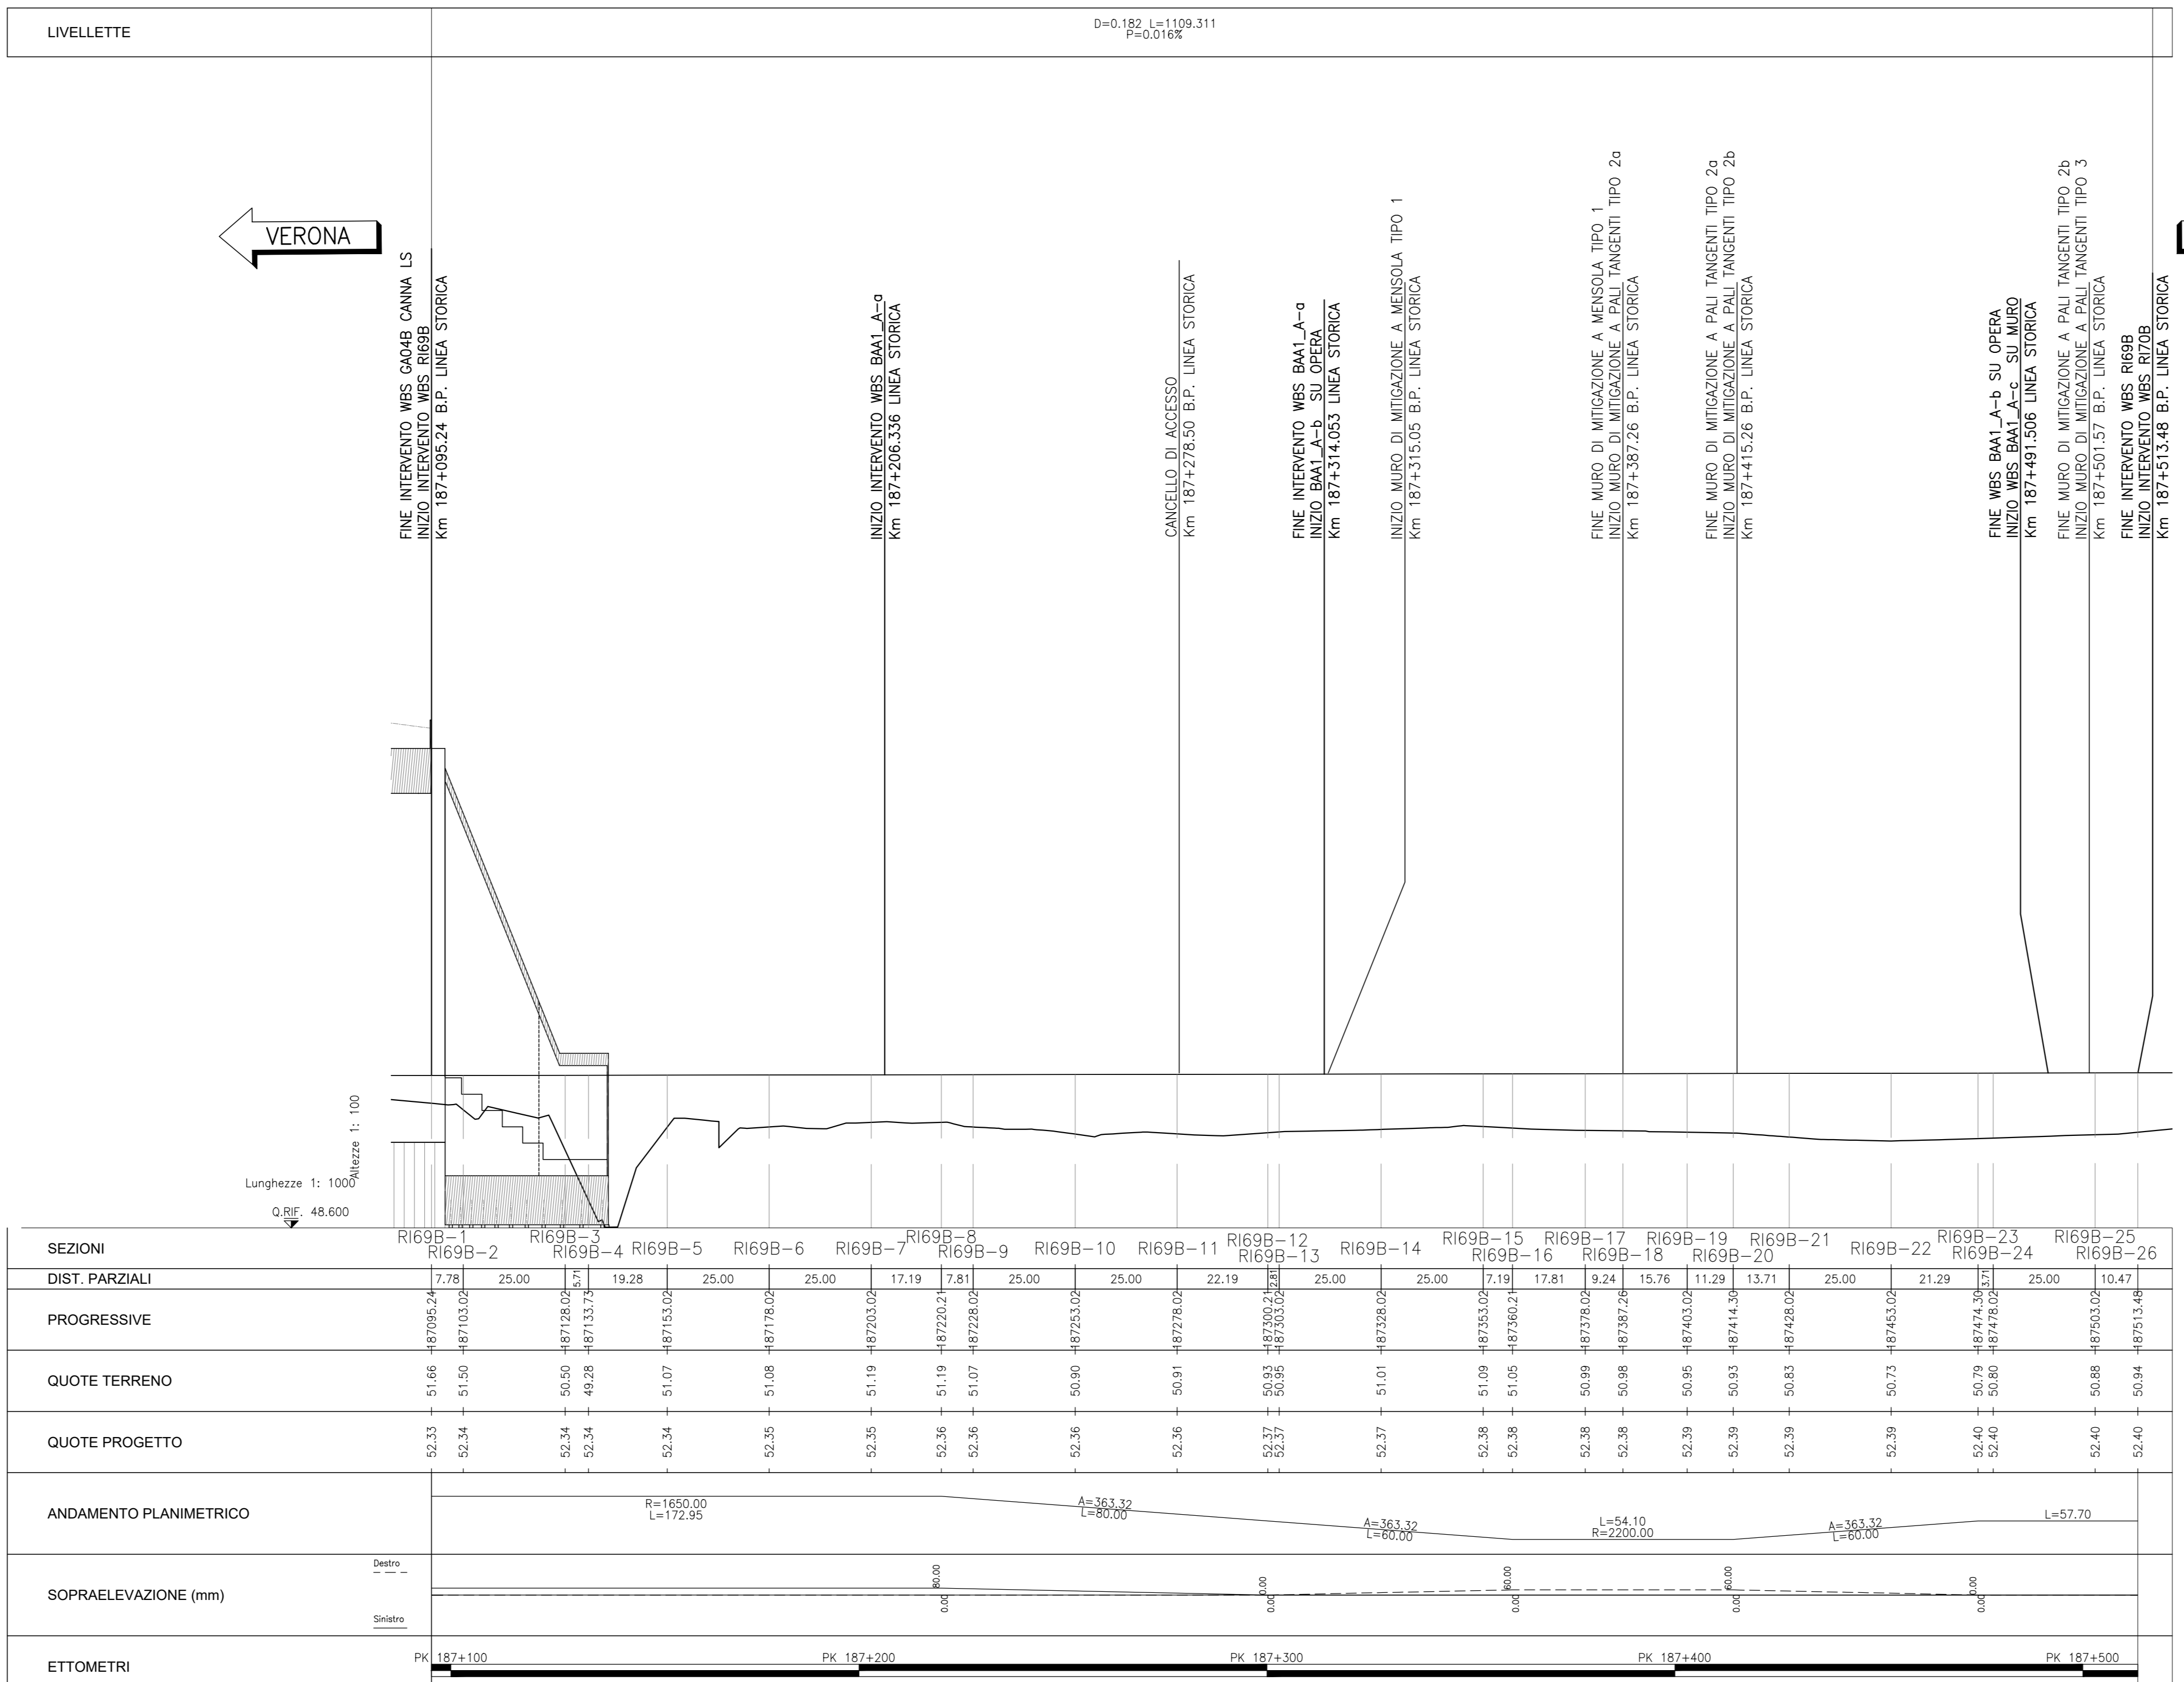 LIVELLETTE
D=0.182 L=1109.311
P=0.016%
VERONA
FINE INTERVENTO WBS GA04B CANNA LS
INIZIO INTERVENTO WBS RI69B
Km 187+095.24 B.P. LINEA STORICA
INIZIO INTERVENTO WBS BAA1_A-a
Km 187+206.336 LINEA STORICA
CANCELLO DI ACCESSO
Km 187+278.50 B.P. LINEA STORICA
FINE INTERVENTO WBS BAA1_A-a
INIZIO BAA1_A-b SU OPERA
Km 187+314.053 LINEA STORICA
INIZIO MURO DI MITIGAZIONE A MENSOLA TIPO 1
Km 187+315.05 B.P. LINEA STORICA
FINE MURO DI MITIGAZIONE A MENSOLA TIPO 1
INIZIO MURO DI MITIGAZIONE A PALI TANGENTI TIPO 2a
Km 187+387.26 B.P. LINEA STORICA
FINE MURO DI MITIGAZIONE A PALI TANGENTI TIPO 2a
INIZIO MURO DI MITIGAZIONE A PALI TANGENTI TIPO 2b
Km 187+415.26 B.P. LINEA STORICA
FINE WBS BAA1_A-b SU OPERA
INIZIO WBS BAA1_A-c SU MURO
Km 187+491.506 LINEA STORICA
FINE MURO DI MITIGAZIONE A PALI TANGENTI TIPO 2b
INIZIO MURO DI MITIGAZIONE A PALI TANGENTI TIPO 3
Km 187+501.57 B.P. LINEA STORICA
FINE INTERVENTO WBS RI69B
INIZIO INTERVENTO WBS RI70B
Km 187+513.48 B.P. LINEA STORICA
Altezze 1: 100
Lunghezze 1: 1000
Q.RIF. 48.600
SEZIONI
RI69B-1 RI69B-2 RI69B-3 RI69B-4 RI69B-5 RI69B-6 RI69B-7 RI69B-8 RI69B-9 RI69B-10 RI69B-11 RI69B-12 RI69B-13 RI69B-14 RI69B-15 RI69B-16 RI69B-17 RI69B-18 RI69B-19 RI69B-20 RI69B-21 RI69B-22 RI69B-23 RI69B-24 RI69B-25 RI69B-26
DIST. PARZIALI
7.78 25.00 5.71 19.28 25.00 25.00 17.19 7.81 25.00 25.00 22.19 2.81 25.00 25.00 7.19 17.81 9.24 15.76 11.29 13.71 25.00 21.29 3.71 25.00 10.47
PROGRESSIVE
187095.24 187103.02 187128.02 187133.73 187153.02 187178.02 187203.02 187220.21 187228.02 187253.02 187278.02 187300.21 187303.02 187328.02 187353.02 187360.21 187378.02 187387.26 187403.02 187414.30 187428.02 187453.02 187474.30 187478.02 187503.02 187513.48
QUOTE TERRENO
51.66 51.50 50.50 49.28 51.07 51.08 51.19 51.19 51.07 50.90 50.91 50.93 50.95 51.01 51.09 51.05 50.99 50.98 50.95 50.93 50.83 50.73 50.79 50.80 50.88 50.94
QUOTE PROGETTO
52.33 52.34 52.34 52.34 52.34 52.35 52.35 52.36 52.36 52.36 52.36 52.37 52.37 52.37 52.38 52.38 52.38 52.38 52.39 52.39 52.39 52.39 52.40 52.40 52.40 52.40
ANDAMENTO PLANIMETRICO
R=1650.00
L=172.95
A=363.32
L=80.00
A=363.32
L=60.00
L=54.10
R=2200.00
A=363.32
L=60.00
L=57.70
SOPRAELEVAZIONE (mm)
Destro
Sinistro
80.00 0.00 60.00 60.00 0.00
0.00 0.00 0.00 0.00 0.00
ETTOMETRI
PK 187+100 PK 187+200 PK 187+300 PK 187+400 PK 187+500